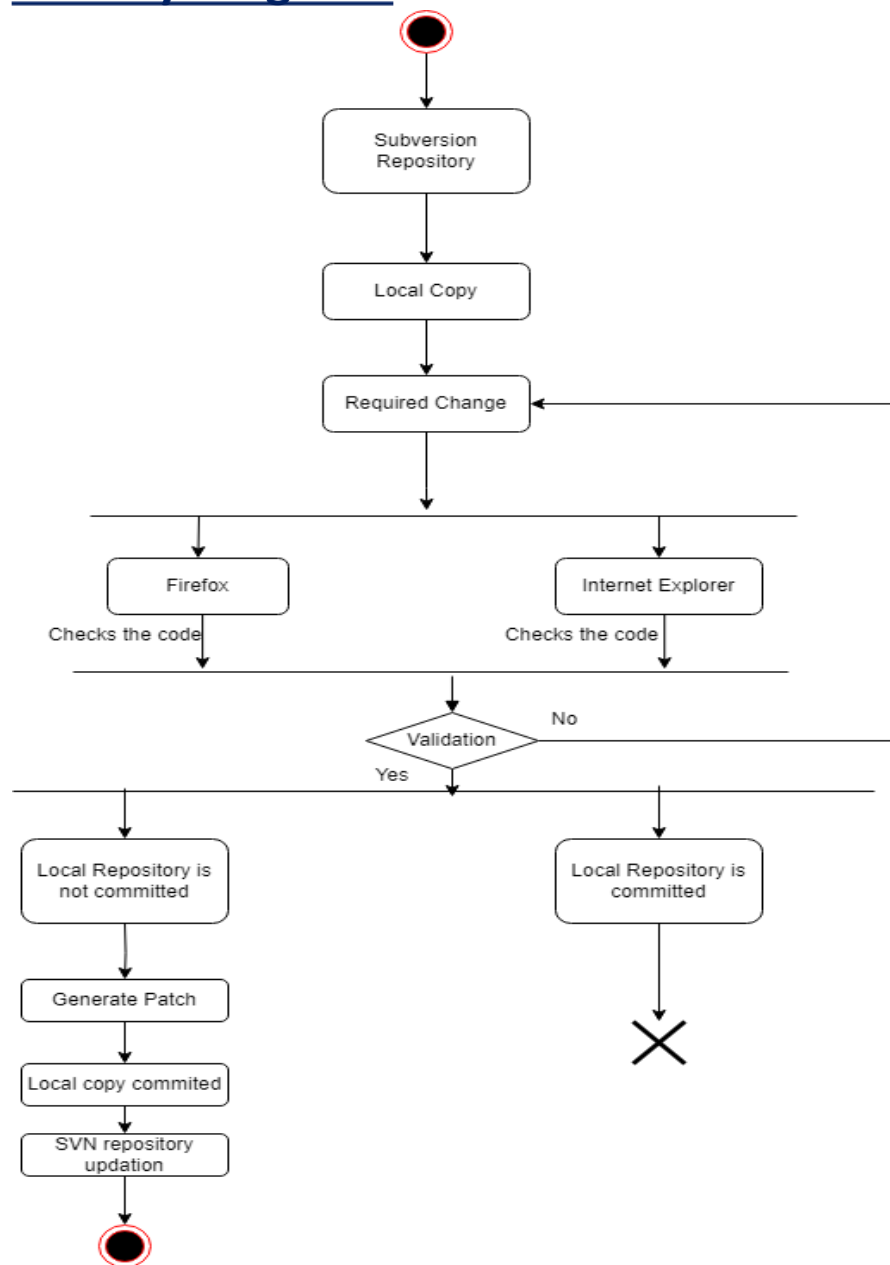 Subversion
Repository
Local Copy
Required Change
Firefox
Internet Explorer
Checks the code
Checks the code
No
Validation
Yes
Local Repository is
not committed
Local Repository is
committed
Generate Patch
Local copy commited
SVN repository
updation